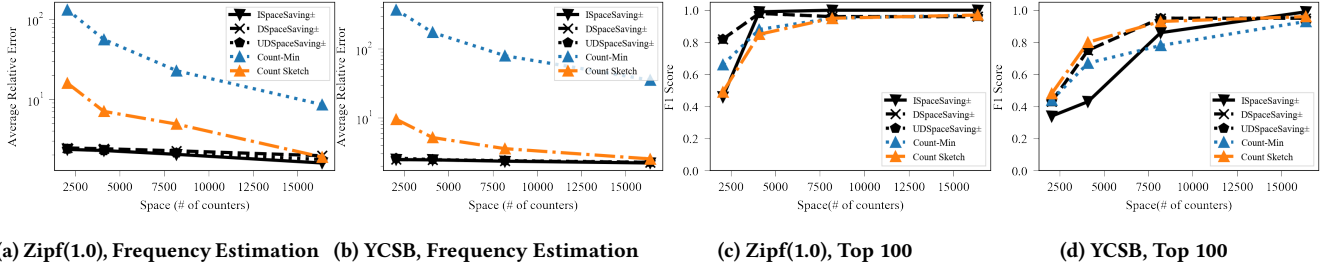 Average Relative Error
10²
10¹
ISpaceSaving±
DSpaceSaving±
UDSpaceSaving±
Count-Min
Count Sketch
2500 5000 7500 10000 12500 15000
Space (# of counters)
(a) Zipf(1.0), Frequency Estimation
Average Relative Error
10²
10¹
ISpaceSaving±
DSpaceSaving±
UDSpaceSaving±
Count-Min
Count Sketch
2500 5000 7500 10000 12500 15000
Space (# of counters)
(b) YCSB, Frequency Estimation
F1 Score
1.0
0.8
0.6
0.4
0.2
0.0
ISpaceSaving±
DSpaceSaving±
UDSpaceSaving±
Count-Min
Count Sketch
2500 5000 7500 10000 12500 15000
Space(# of counters)
(c) Zipf(1.0), Top 100
F1 Score
1.0
0.8
0.6
0.4
0.2
0.0
ISpaceSaving±
DSpaceSaving±
UDSpaceSaving±
Count-Min
Count Sketch
2500 5000 7500 10000 12500 15000
Space(# of counters)
(d) YCSB, Top 100